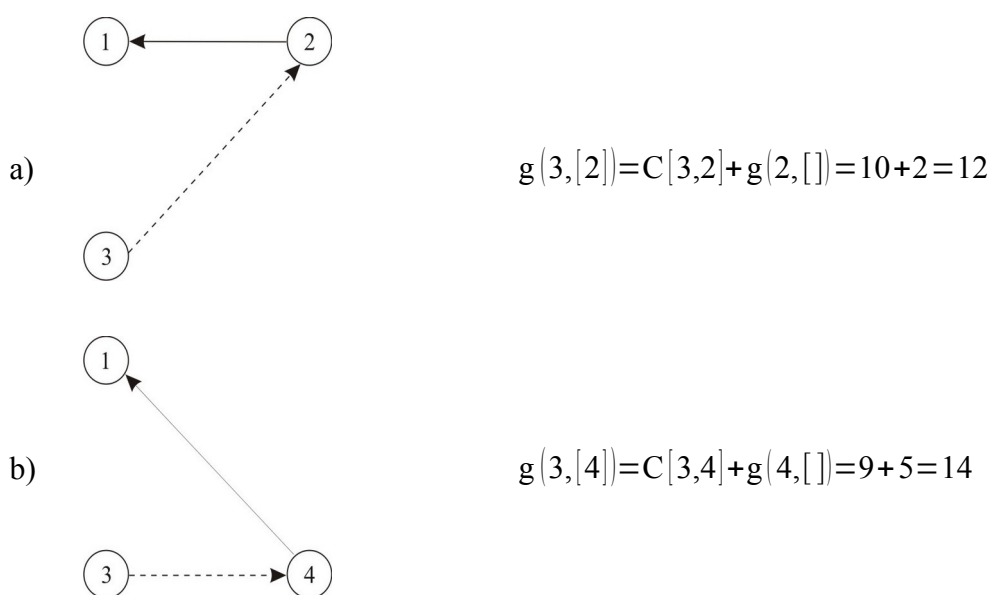 1 2
a) g(3,[2])=C[3,2]+g(2,[])=10+2=12
3
1
b) g(3,[4])=C[3,4]+g(4,[])=9+5=14
3 4